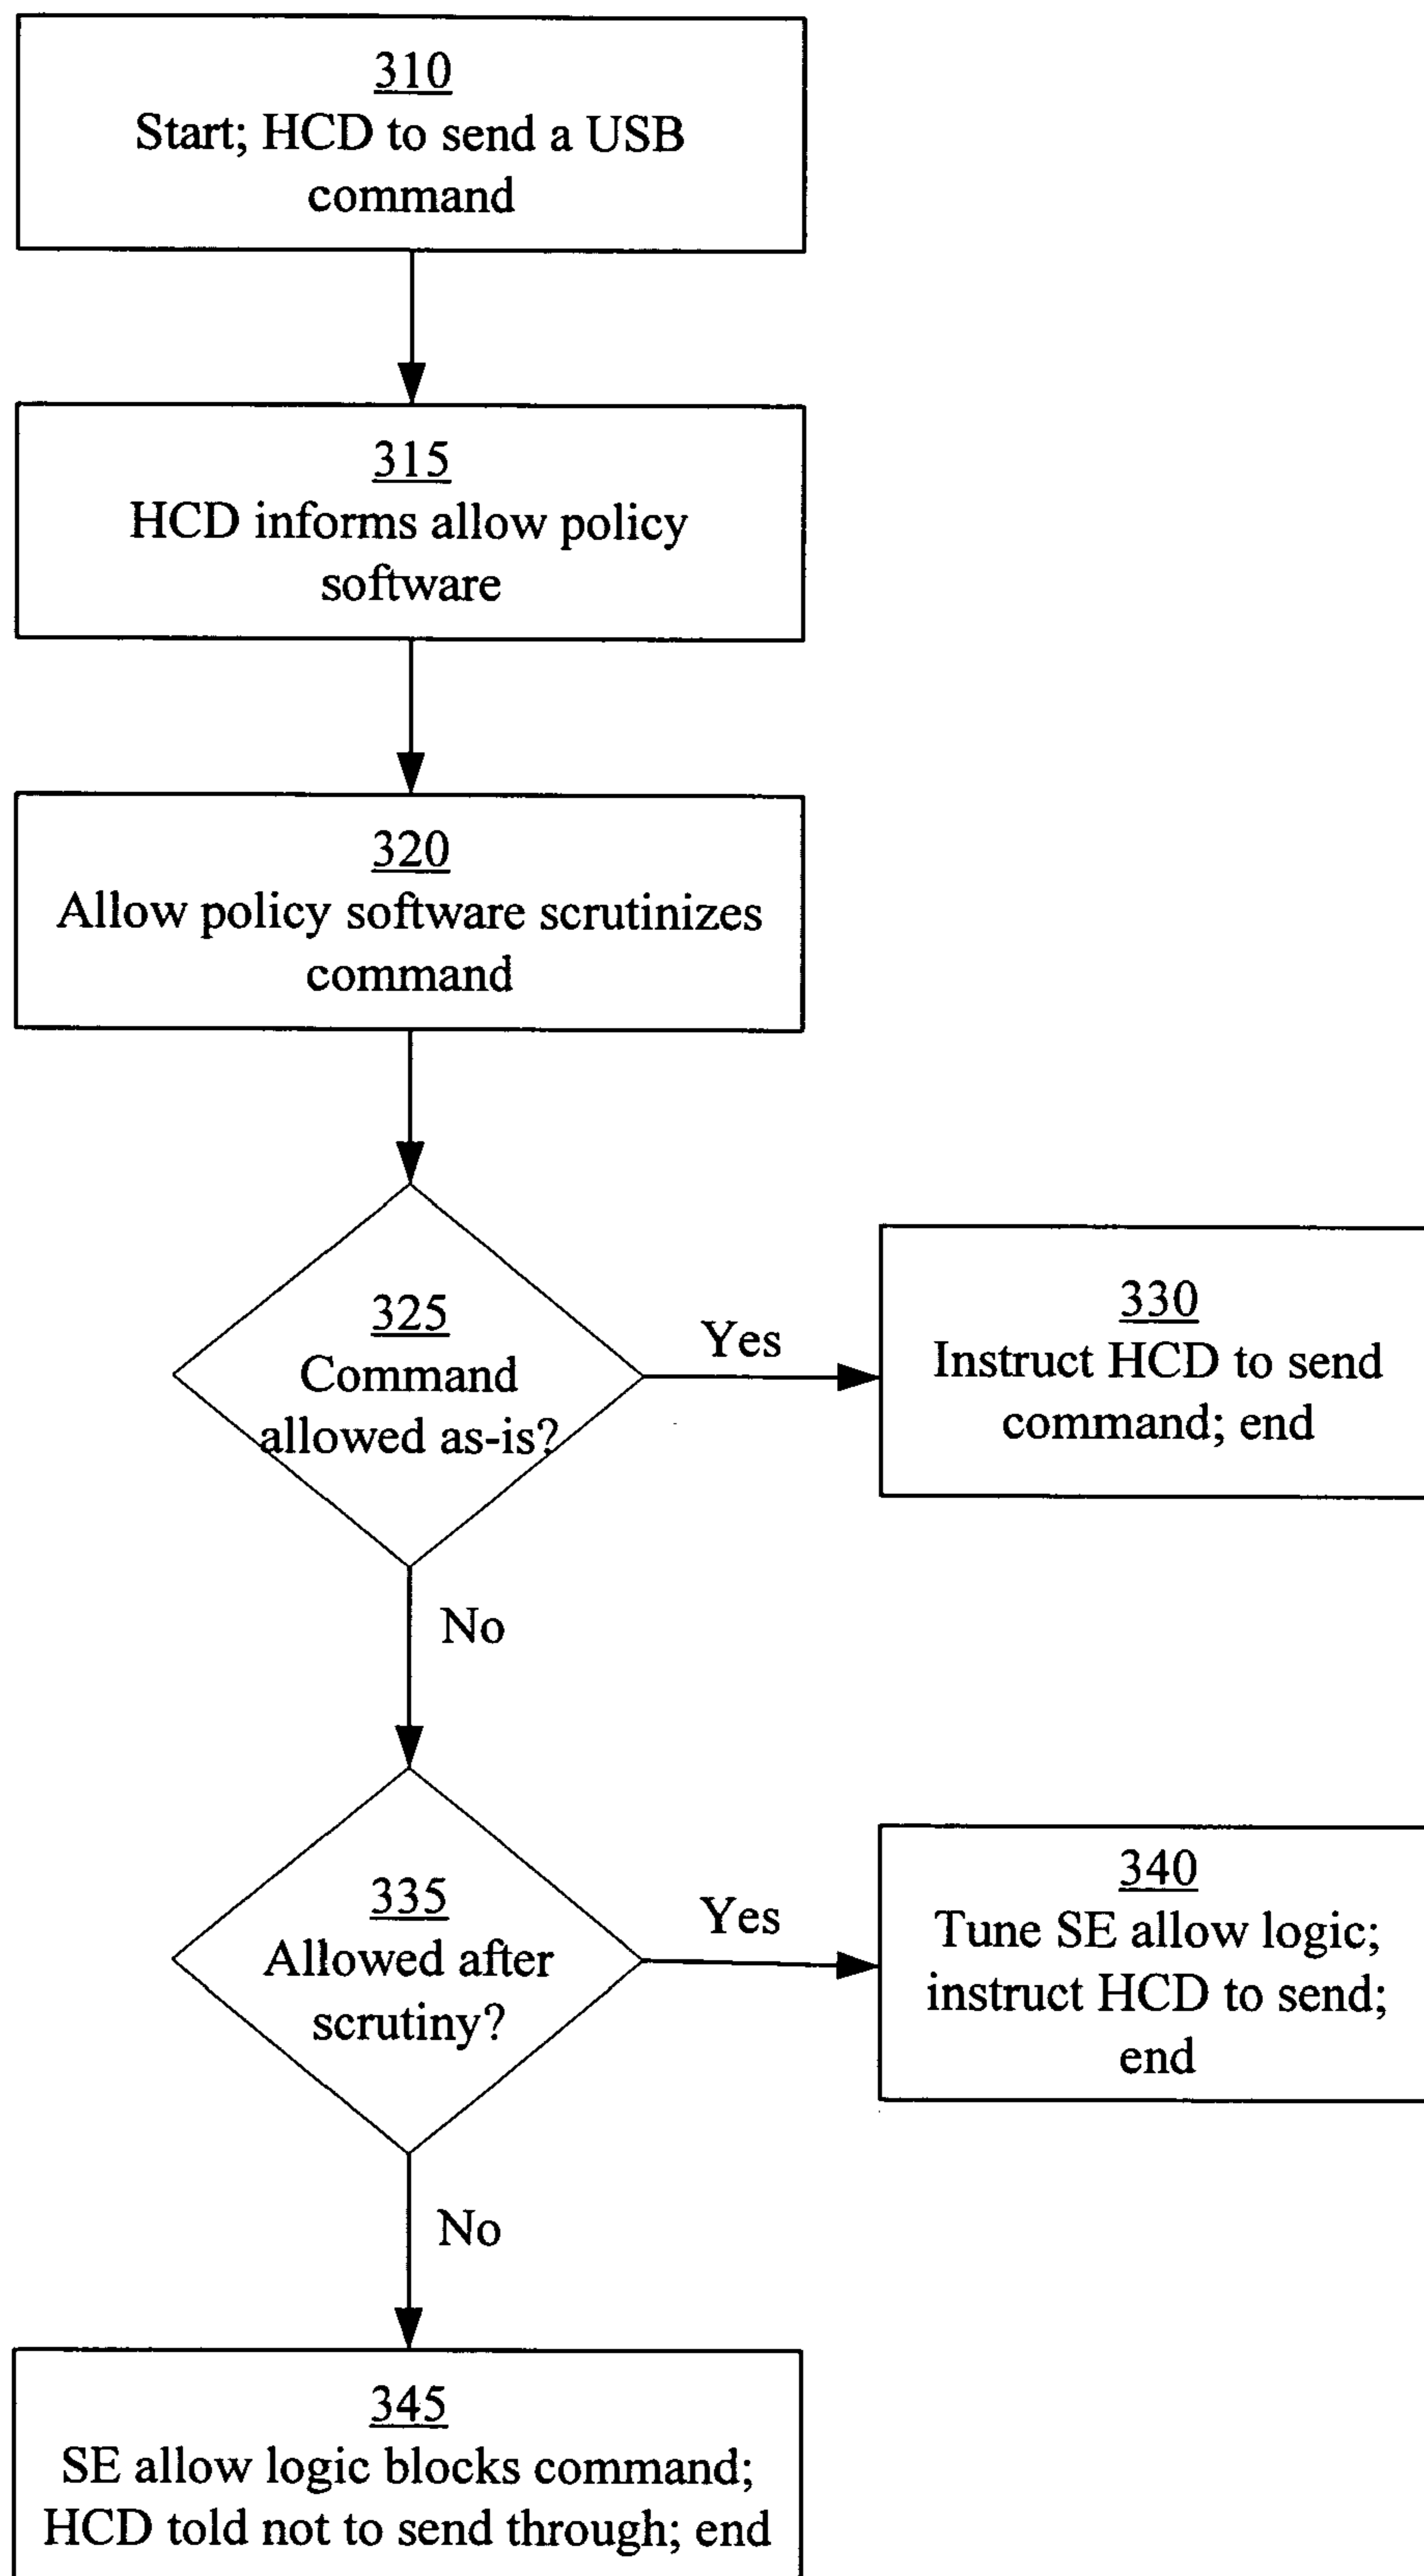 310
Start; HCD to send a USB
command
315
HCD informs allow policy
software
320
Allow policy software scrutinizes
command
325
Command
allowed as-is?
Yes
330
Instruct HCD to send
command; end
No
335
Allowed after
scrutiny?
Yes
340
Tune SE allow logic;
instruct HCD to send;
end
No
345
SE allow logic blocks command;
HCD told not to send through; end